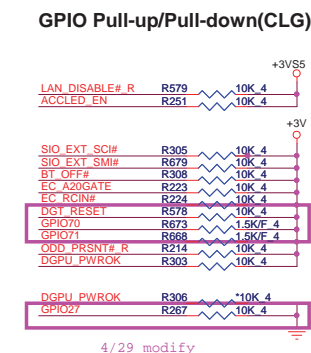 GPIO Pull-up/Pull-down(CLG)
+3VS5
LAN_DISABLE#_R R579 10K_4
ACCLED_EN R251 10K_4
+3V
SIO_EXT_SCI# R305 10K_4
SIO_EXT_SMI# R679 10K_4
BT_OFF# R308 10K_4
EC_A20GATE R223 10K_4
EC_RCIN# R224 10K_4
DGT_RESET R578 10K_4
GPIO70 R673 1.5K/F_4
GPIO71 R668 1.5K/F_4
ODD_PRSNT#_R R214 10K_4
DGPU_PWROK R303 10K_4
DGPU_PWROK R306 *10K_4
GPIO27 R267 10K_4
4/29 modify